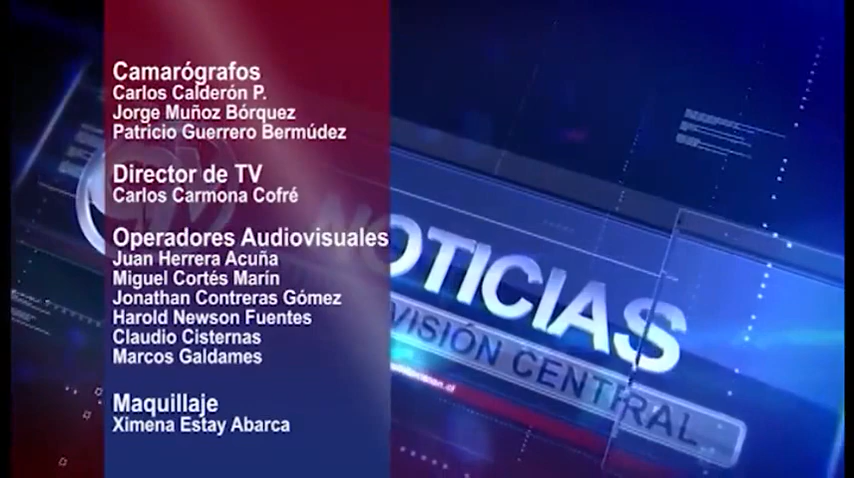 Camarógrafos
Carlos Calderón P.
Jorge Muñoz Bórquez
Patricio Guerrero Bermúdez
Director de TV
Carlos Carmona Cofré
Operadores Audiovisuales
Juan Herrera Acuña
Miguel Cortés Marín
Jonathan Contreras Gómez
Harold Newson Fuentes
Claudio Cisternas
Marcos Galdames
Maquillaje
Ximena Estay Abarca
NOTICIAS
VISIÓN CENTRAL